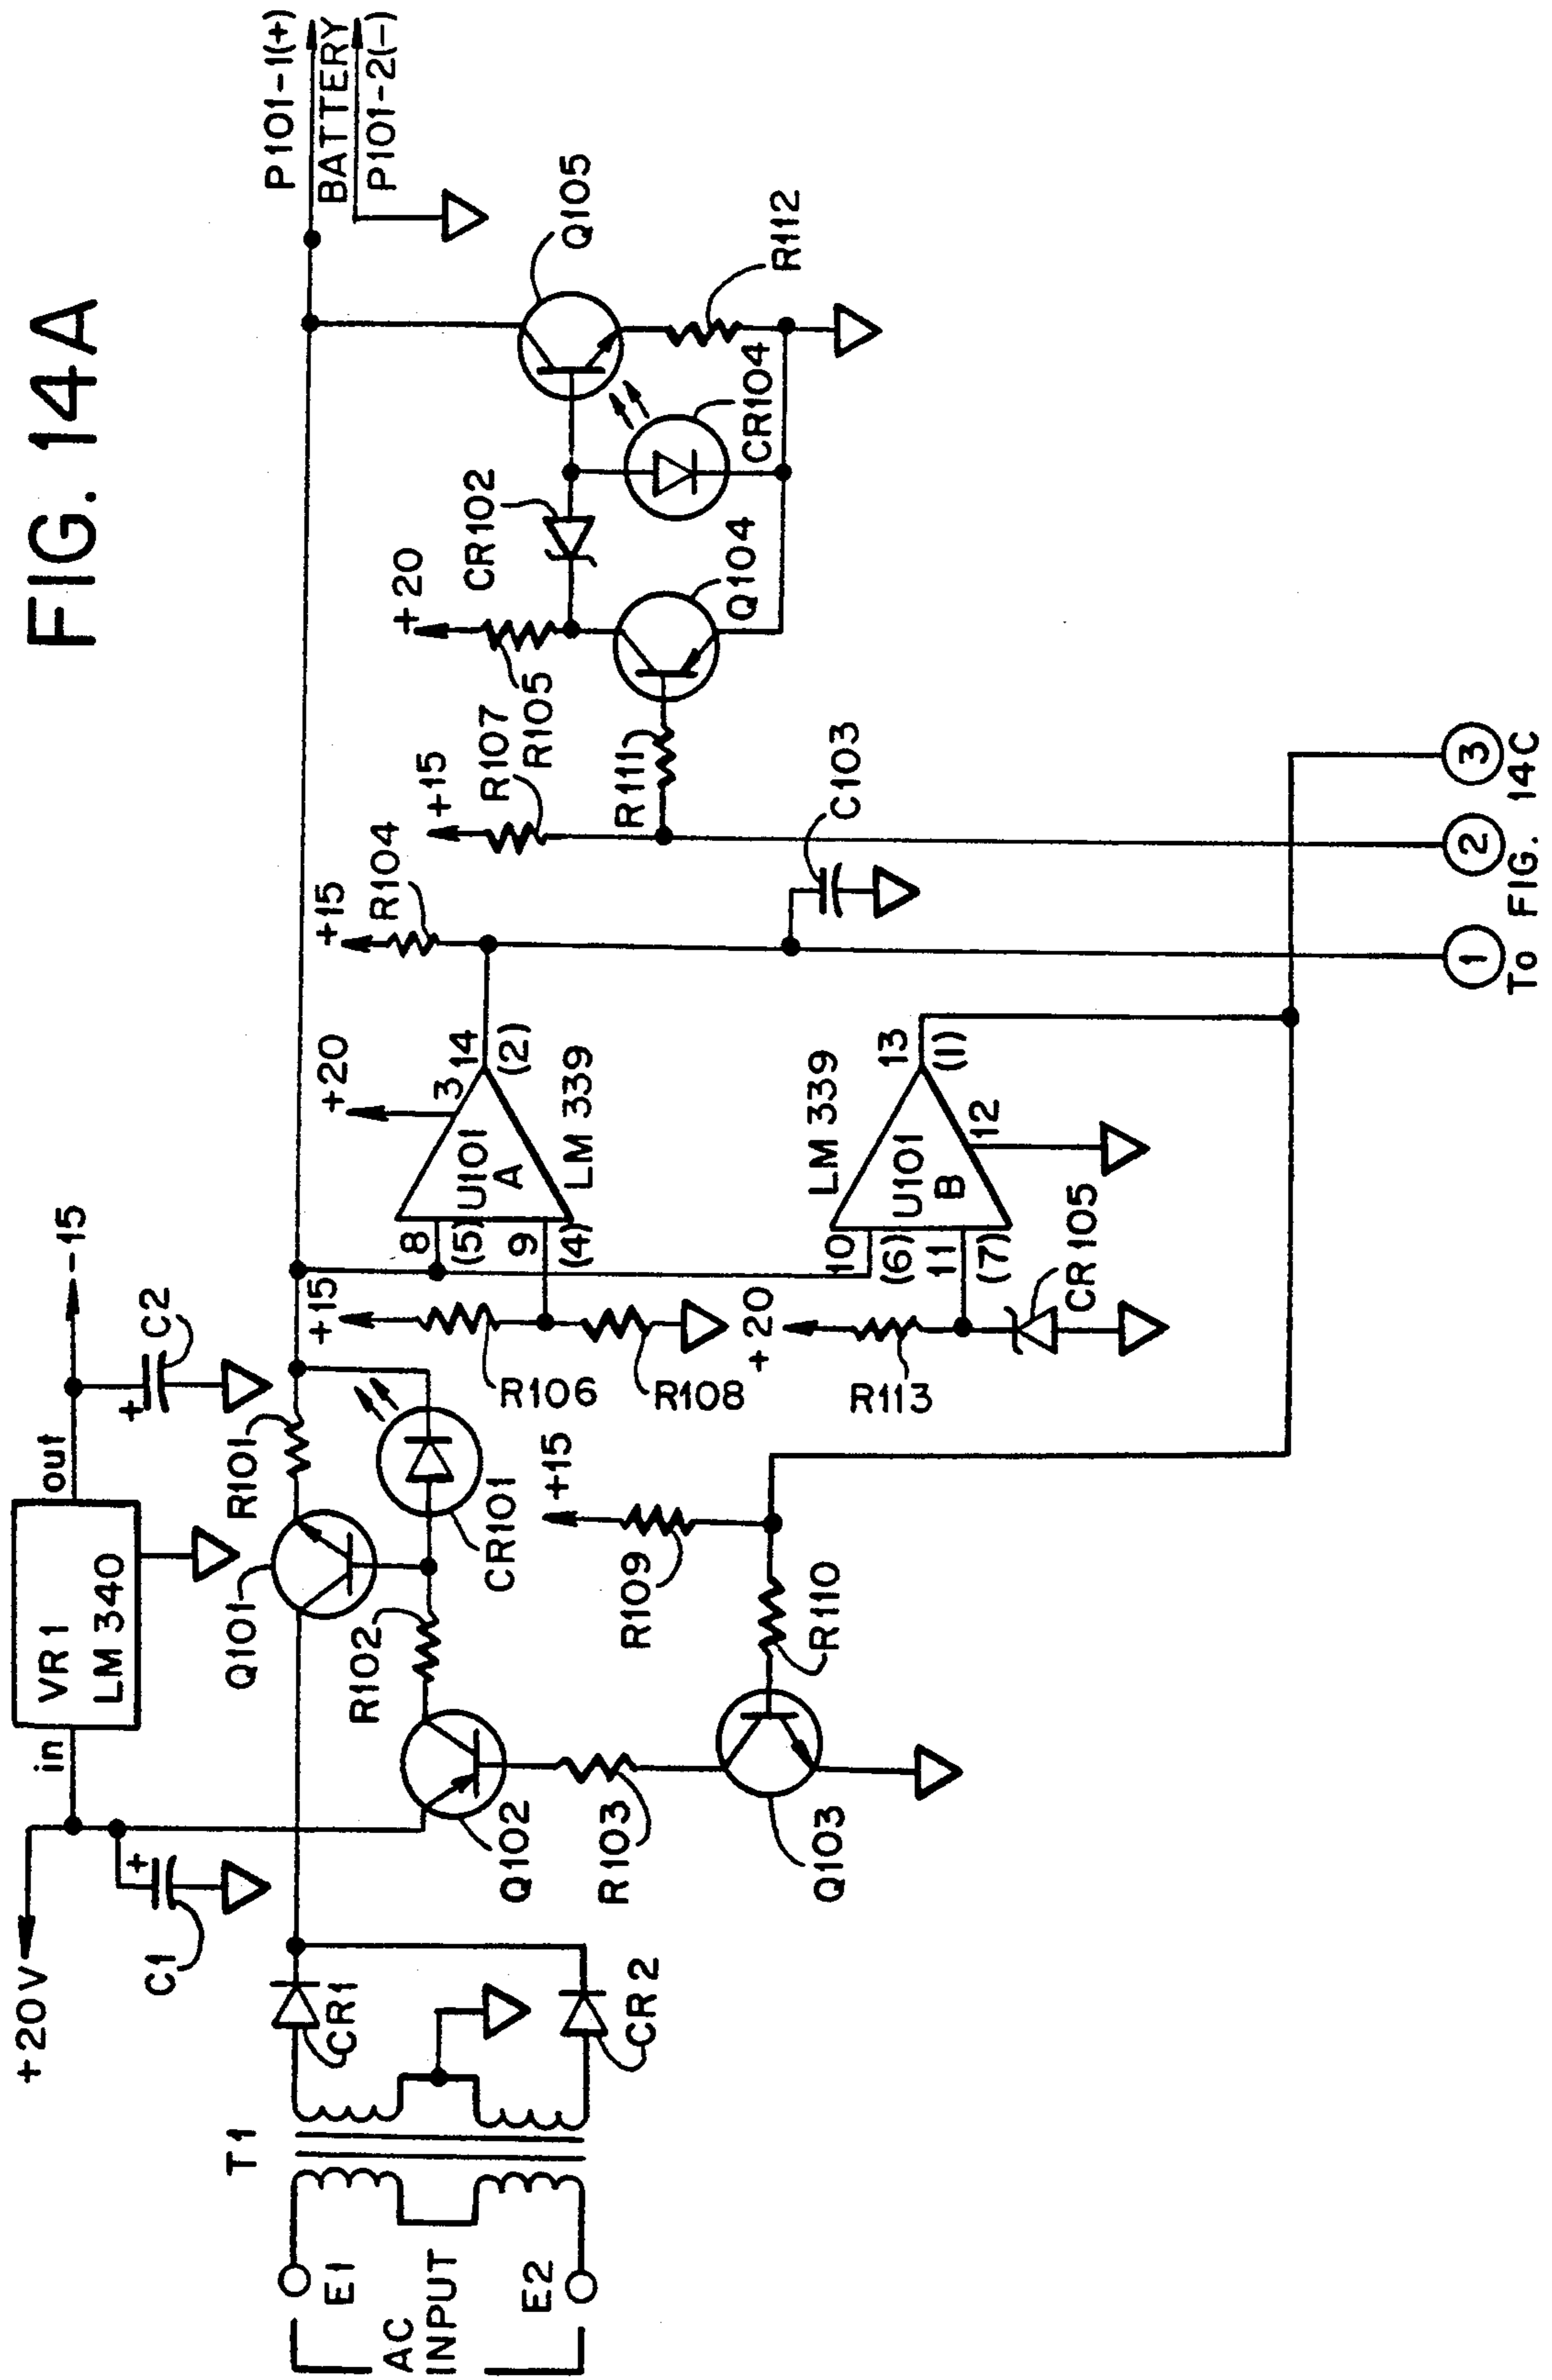 FIG. 14A
+20V
in
VR1
LM 340
out
-15
C1
+
C2
+
T1
AC
INPUT
E1
E2
CR1
CR2
Q101
R101
R102
CR101
Q102
R103
Q103
R110
R109
+15
+15
R106
R108
8
(5)
9
(4)
U101
A
3
14
(2)
LM 339
+20
+20
R113
CR105
10
(6)
11
(7)
U101
B
12
13
(1)
LM 339
+15
R104
+15
R107
R105
R111
C103
+20
CR102
Q104
CR104
Q105
R112
P101-1(+)
BATTERY
P101-2(-)
1
2
3
To FIG. 14C